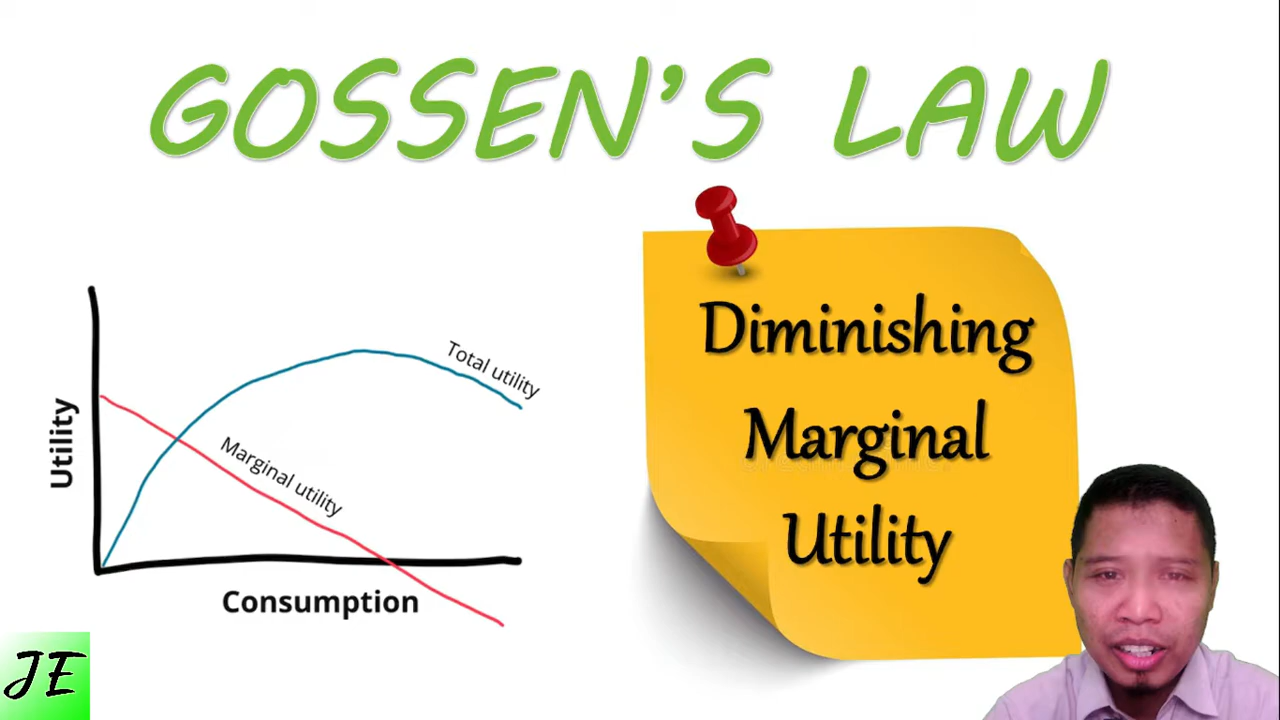 GOSSEN'S LAW
Utility
Total utility
Marginal utility
Consumption
Diminishing
Marginal
Utility
JE